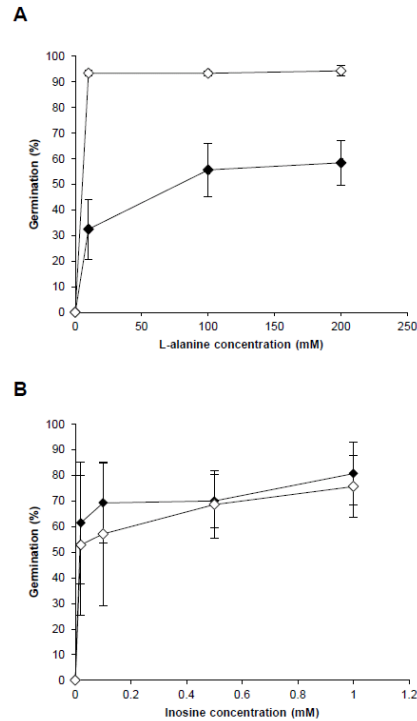 A
100
90
80
70
60
50
40
30
20
10
0
Germination (%)
0 50 100 150 200 250
L-alanine concentration (mM)
B
100
90
80
70
60
50
40
30
20
10
0
Germination (%)
0 0.2 0.4 0.6 0.8 1 1.2
Inosine concentration (mM)